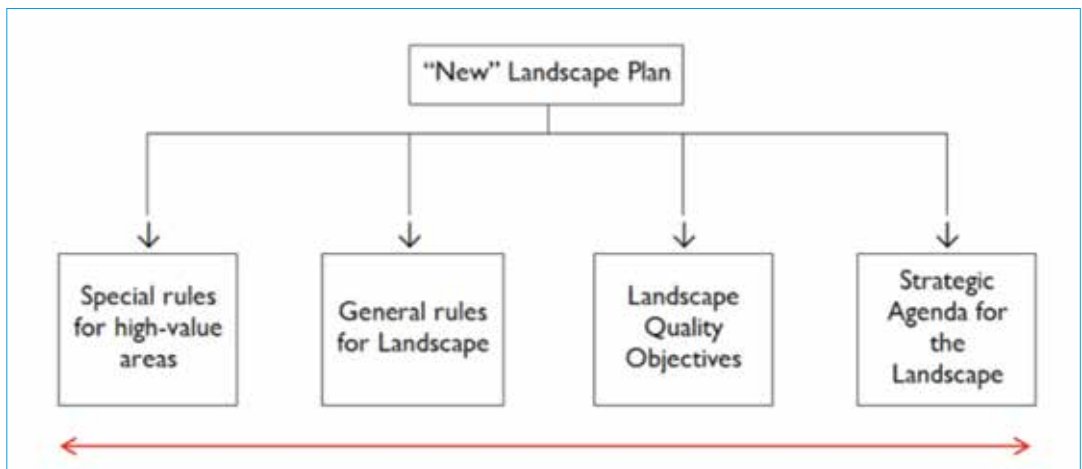 “New” Landscape Plan
Special rules
for high-value
areas
General rules
for Landscape
Landscape
Quality
Objectives
Strategic
Agenda for
the
Landscape